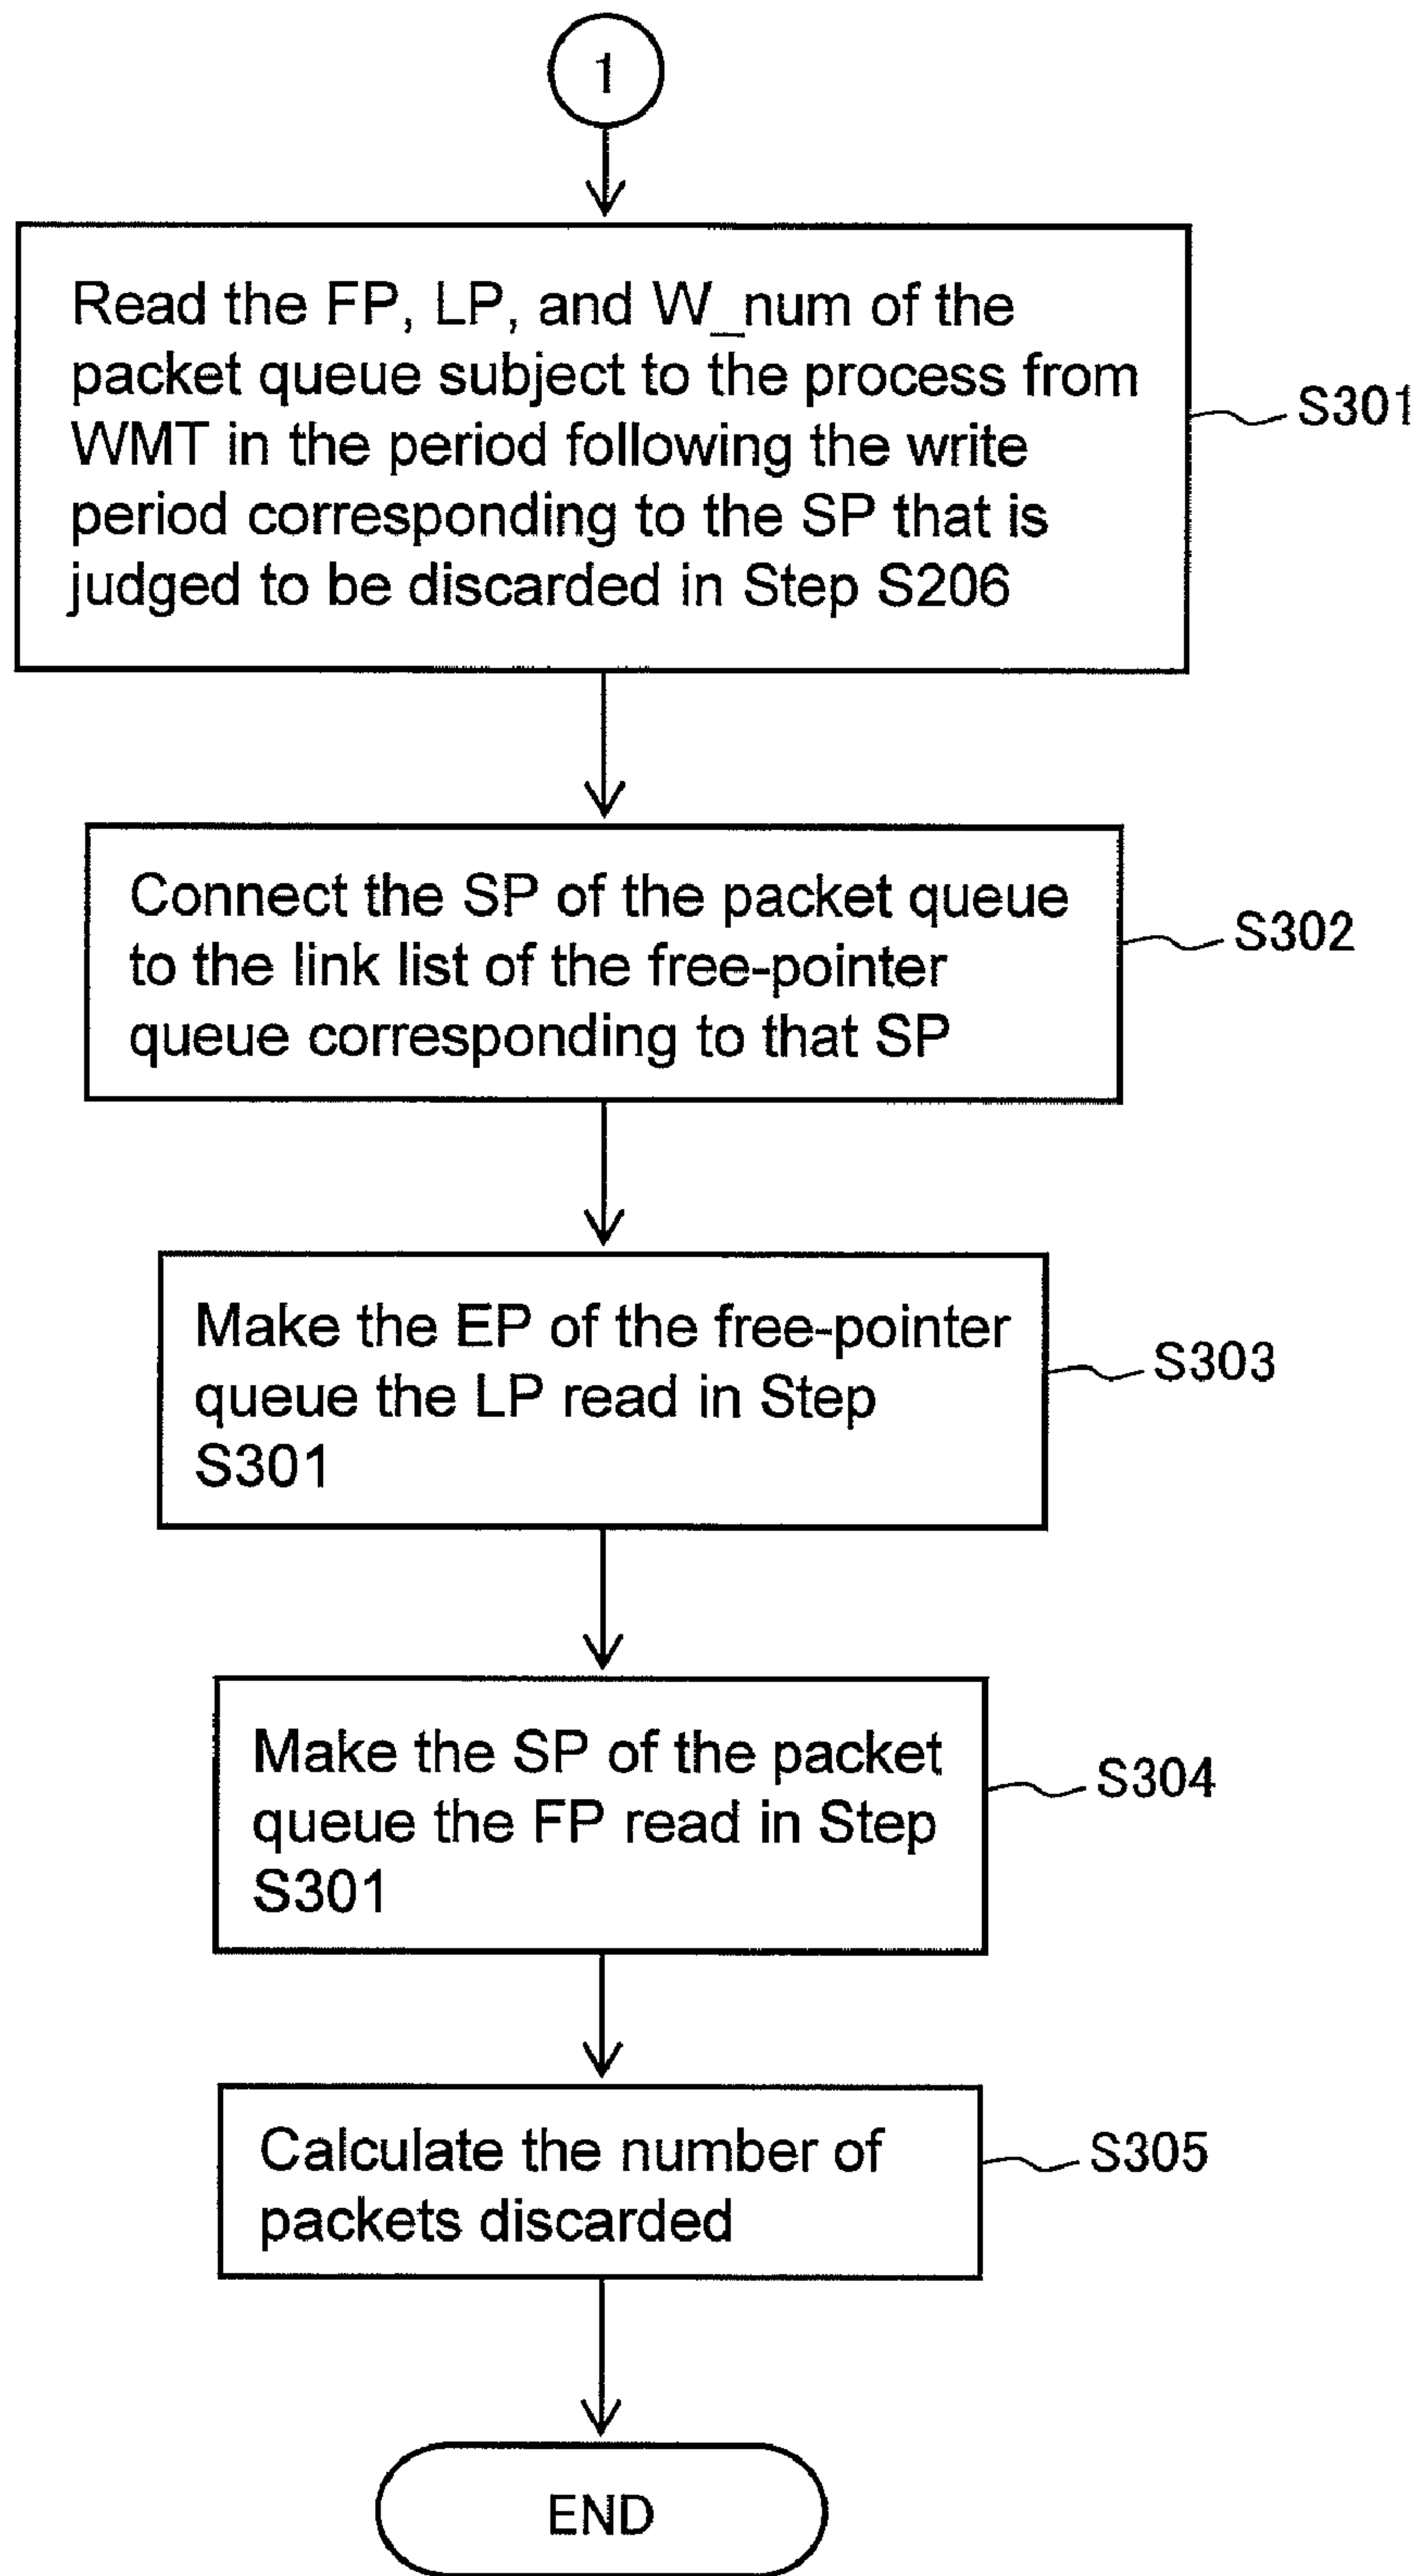 1
Read the FP, LP, and W_num of the
packet queue subject to the process from
WMT in the period following the write
period corresponding to the SP that is
judged to be discarded in Step S206
S301
Connect the SP of the packet queue
to the link list of the free-pointer
queue corresponding to that SP
S302
Make the EP of the free-pointer
queue the LP read in Step
S301
S303
Make the SP of the packet
queue the FP read in Step
S301
S304
Calculate the number of
packets discarded
S305
END